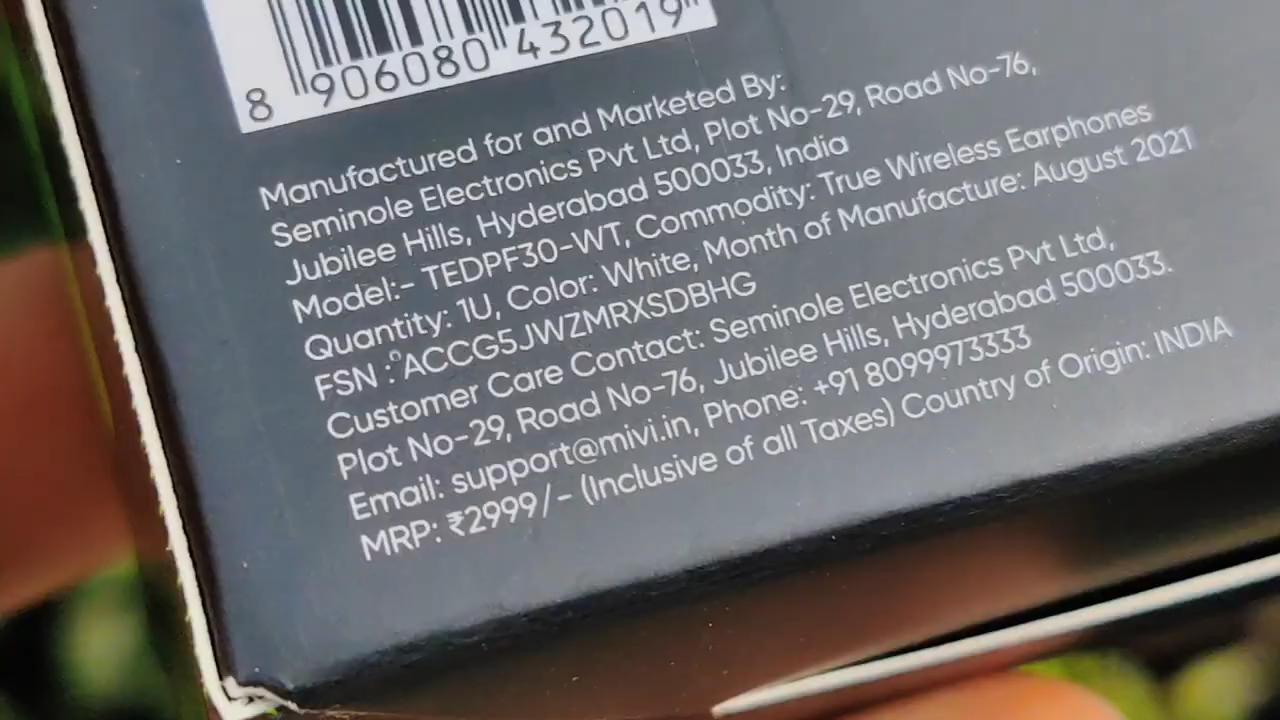 8 906080 432019
Manufactured for and Marketed By:
Seminole Electronics Pvt Ltd, Plot No-29, Road No-76,
Jubilee Hills, Hyderabad 500033, India
Model:- TEDPF30-WT, Commodity: True Wireless Earphones
Quantity: 1U, Color: White, Month of Manufacture: August 2021
FSN : ACCG5JWZMRXSDBHG
Customer Care Contact: Seminole Electronics Pvt Ltd,
Plot No-29, Road No-76, Jubilee Hills, Hyderabad 500033.
Email: support@mivi.in, Phone: +91 8099973333
MRP: ₹2999/- (Inclusive of all Taxes) Country of Origin: INDIA